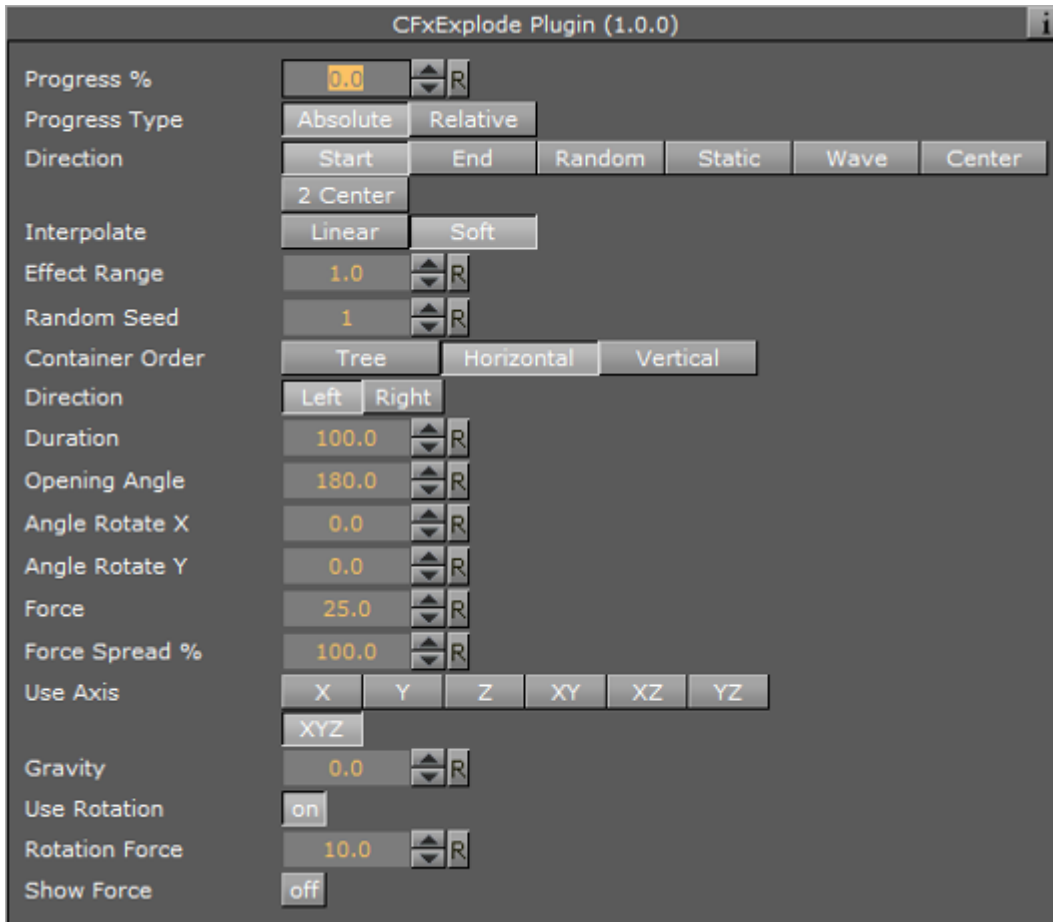 CFxExplode Plugin (1.0.0) i
Progress % 0.0 R
Progress Type Absolute Relative
Direction Start End Random Static Wave Center
2 Center
Interpolate Linear Soft
Effect Range 1.0 R
Random Seed 1 R
Container Order Tree Horizontal Vertical
Direction Left Right
Duration 100.0 R
Opening Angle 180.0 R
Angle Rotate X 0.0 R
Angle Rotate Y 0.0 R
Force 25.0 R
Force Spread % 100.0 R
Use Axis X Y Z XY XZ YZ
XYZ
Gravity 0.0 R
Use Rotation on
Rotation Force 10.0 R
Show Force off